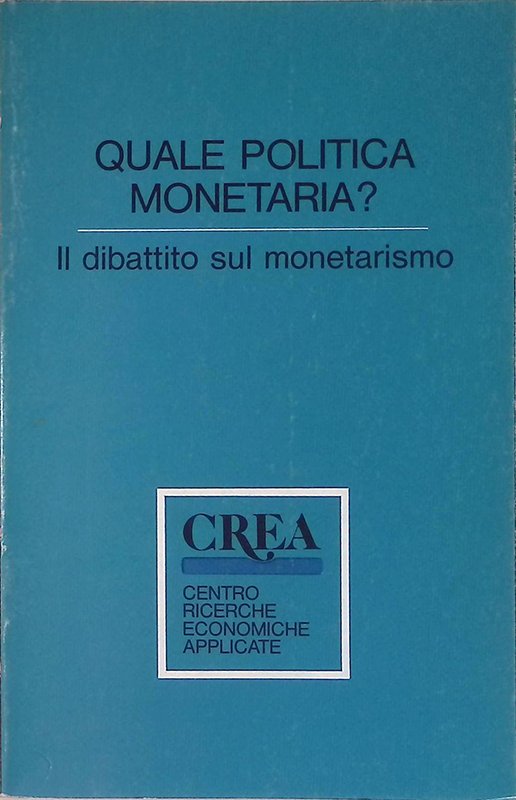 QUALE POLITICA
MONETARIA?
Il dibattito sul monetarismo
CREA
CENTRO
RICERCHE
ECONOMICHE
APPLICATE